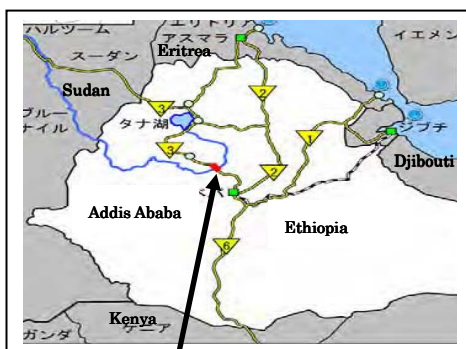 ハルツーム
エリトリア
アスマラ
Eritrea
イエメン
スーダン
Sudan
3
2
ブルー
ナイル
タナ湖
1
ジブチ
Djibouti
3
2
Addis Ababa
Ethiopia
6
Kenya
ケニア
ガンダ